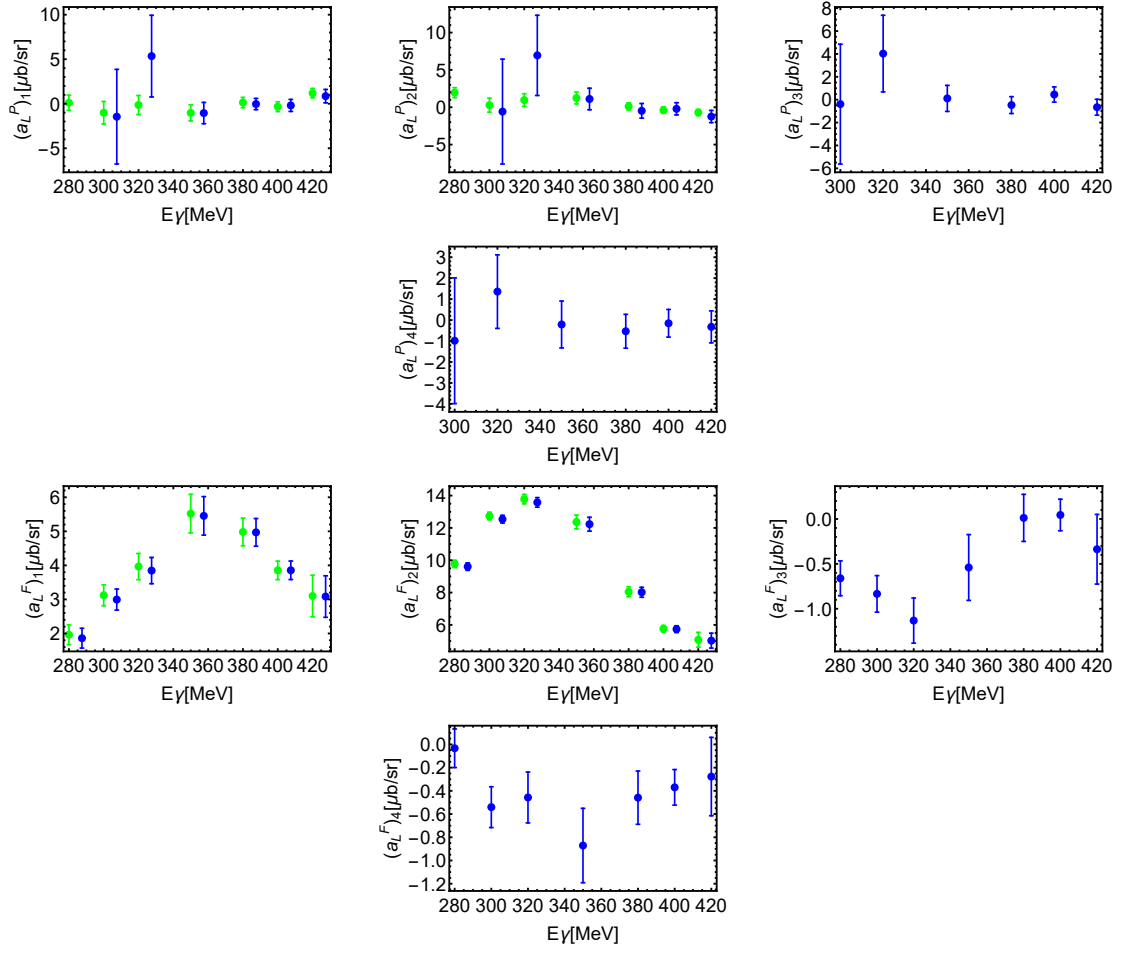 (a_L^P)_1[μb/sr]
10
5
0
−5
280 300 320 340 360 380 400 420
Eγ[MeV]
(a_L^P)_2[μb/sr]
10
5
0
−5
280 300 320 340 360 380 400 420
Eγ[MeV]
(a_L^P)_3[μb/sr]
8
6
4
2
0
−2
−4
−6
300 320 340 360 380 400 420
Eγ[MeV]
(a_L^P)_4[μb/sr]
3
2
1
0
−1
−2
−3
−4
300 320 340 360 380 400 420
Eγ[MeV]
(a_L^F)_1[μb/sr]
6
5
4
3
2
280 300 320 340 360 380 400 420
Eγ[MeV]
(a_L^F)_2[μb/sr]
14
12
10
8
6
280 300 320 340 360 380 400 420
Eγ[MeV]
(a_L^F)_3[μb/sr]
0.0
−0.5
−1.0
280 300 320 340 360 380 400 420
Eγ[MeV]
(a_L^F)_4[μb/sr]
0.0
−0.2
−0.4
−0.6
−0.8
−1.0
−1.2
280 300 320 340 360 380 400 420
Eγ[MeV]